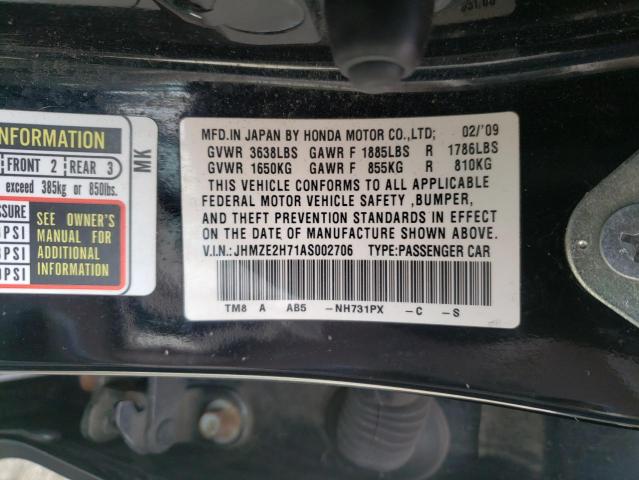 MFD.IN JAPAN BY HONDA MOTOR CO.,LTD; 02/'09
GVWR 3638LBS GAWR F 1885LBS R 1786LBS
GVWR 1650KG GAWR F 855KG R 810KG
THIS VEHICLE CONFORMS TO ALL APPLICABLE
FEDERAL MOTOR VEHICLE SAFETY ,BUMPER,
AND THEFT PREVENTION STANDARDS IN EFFECT
ON THE DATE OF MANUFACTURE SHOWN ABOVE.
V.I.N.:JHMZE2H71AS002706 TYPE:PASSENGER CAR
TM8 A AB5 -NH731PX -C -S
INFORMATION
FRONT 2 REAR 3
exceed 385kg or 850lbs.
MK
SEE OWNER'S
MANUAL FOR
ADDITIONAL
INFORMATION
PSI
PSI
PSI